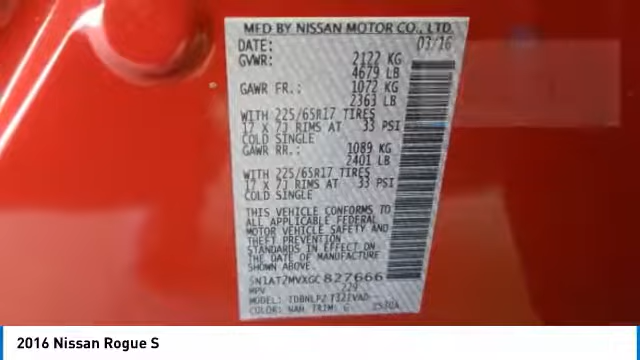 MFD BY NISSAN MOTOR CO., LTD.
DATE: 03/16
GVWR: 2122 KG
4679 LB
GAWR FR.: 1072 KG
2363 LB
WITH 225/65R17 TIRES
17 X 7J RIMS AT 33 PSI
COLD SINGLE
GAWR RR.: 1089 KG
2401 LB
WITH 225/65R17 TIRES
17 X 7J RIMS AT 33 PSI
COLD SINGLE
THIS VEHICLE CONFORMS TO
ALL APPLICABLE FEDERAL
MOTOR VEHICLE SAFETY AND
THEFT PREVENTION
STANDARDS IN EFFECT ON
THE DATE OF MANUFACTURE
SHOWN ABOVE.
5N1AT2MVXGC827666
MPV 229
MODEL:
COLOR: NAH TRIM: G
2016 Nissan Rogue S